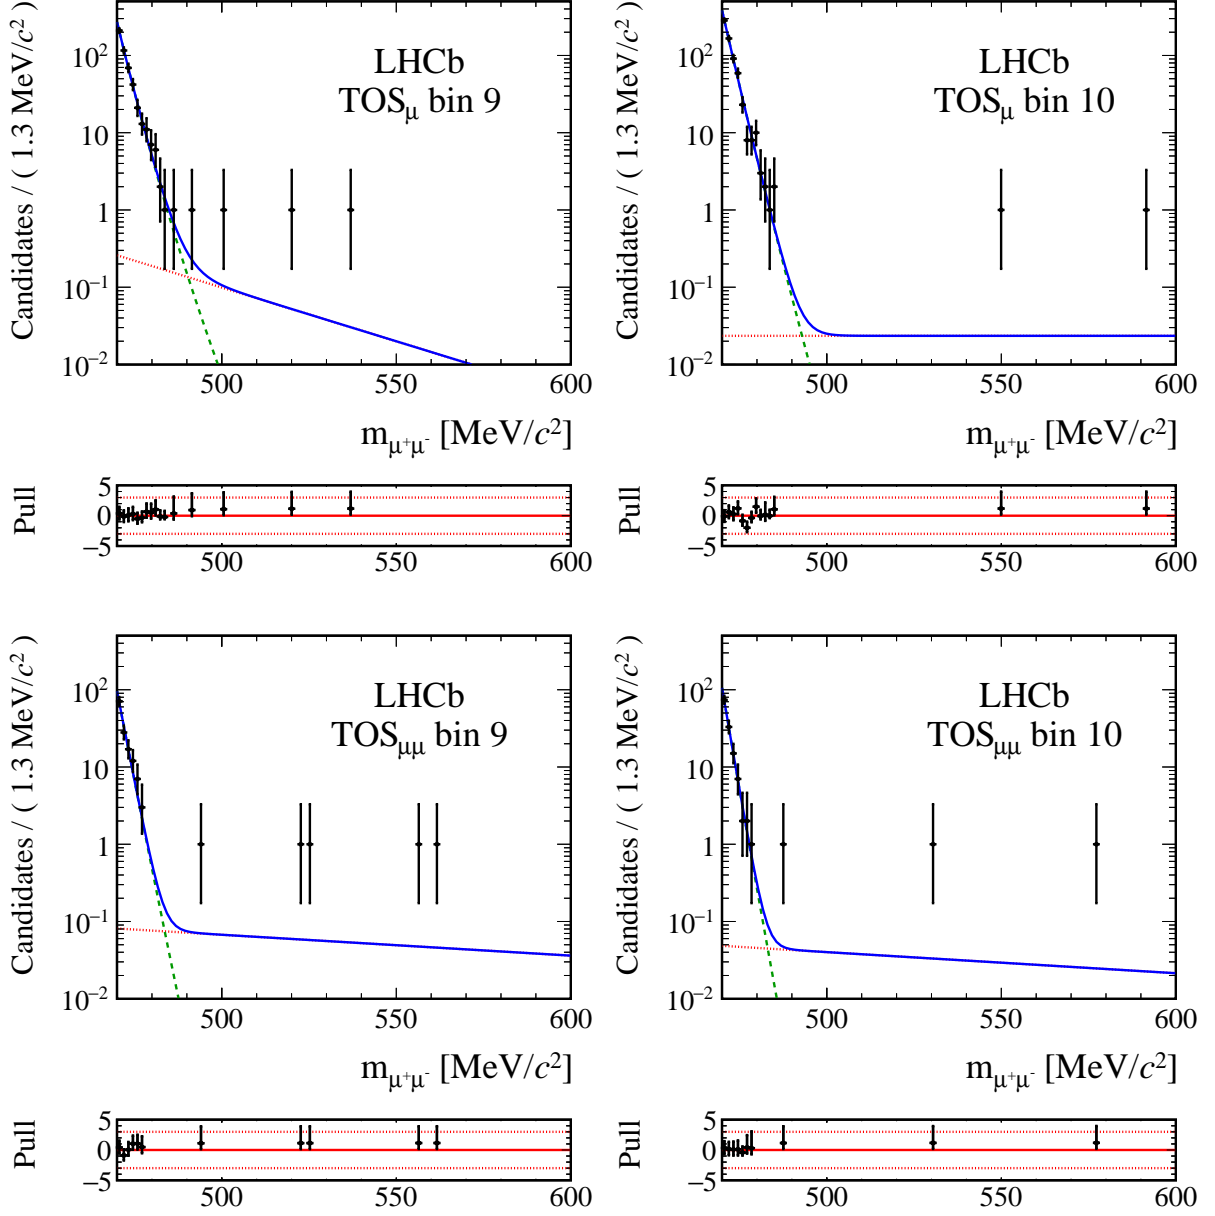 Candidates / ( 1.3 MeV/c² )
10²
10
1
10⁻¹
10⁻²
LHCb
TOSμ bin 9
500
550
600
mμ⁺μ⁻ [MeV/c²]
Pull
5
0
−5
500
550
600
Candidates / ( 1.3 MeV/c² )
10²
10
1
10⁻¹
10⁻²
LHCb
TOSμ bin 10
500
550
600
mμ⁺μ⁻ [MeV/c²]
Pull
5
0
−5
500
550
600
Candidates / ( 1.3 MeV/c² )
10²
10
1
10⁻¹
10⁻²
LHCb
TOSμμ bin 9
500
550
600
mμ⁺μ⁻ [MeV/c²]
Pull
5
0
−5
500
550
600
Candidates / ( 1.3 MeV/c² )
10²
10
1
10⁻¹
10⁻²
LHCb
TOSμμ bin 10
500
550
600
mμ⁺μ⁻ [MeV/c²]
Pull
5
0
−5
500
550
600